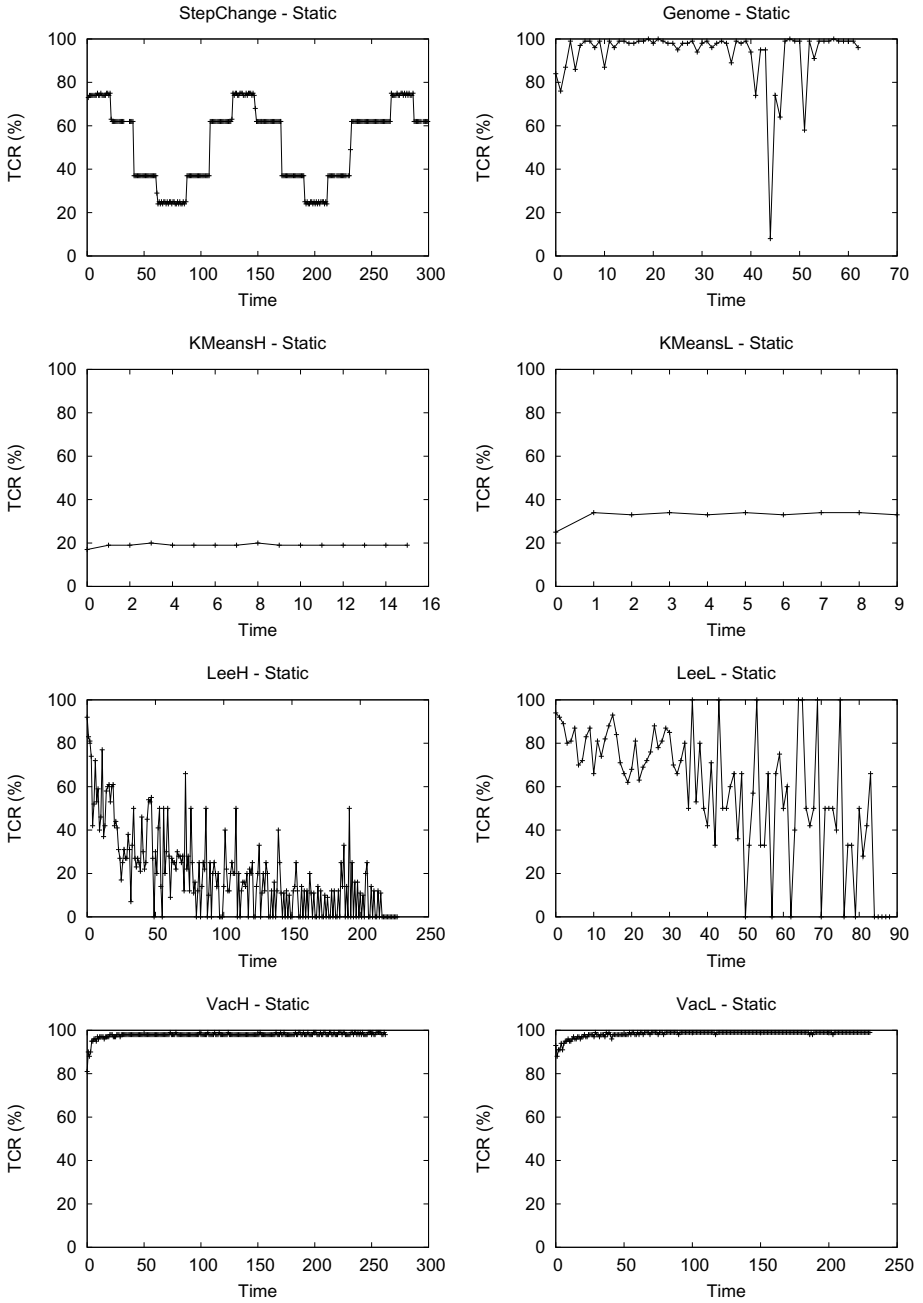 StepChange - Static
TCR (%)
100
80
60
40
20
0
0 50 100 150 200 250 300
Time
Genome - Static
TCR (%)
100
80
60
40
20
0
0 10 20 30 40 50 60 70
Time
KMeansH - Static
TCR (%)
100
80
60
40
20
0
0 2 4 6 8 10 12 14 16
Time
KMeansL - Static
TCR (%)
100
80
60
40
20
0
0 1 2 3 4 5 6 7 8 9
Time
LeeH - Static
TCR (%)
100
80
60
40
20
0
0 50 100 150 200 250
Time
LeeL - Static
TCR (%)
100
80
60
40
20
0
0 10 20 30 40 50 60 70 80 90
Time
VacH - Static
TCR (%)
100
80
60
40
20
0
0 50 100 150 200 250 300
Time
VacL - Static
TCR (%)
100
80
60
40
20
0
0 50 100 150 200 250
Time